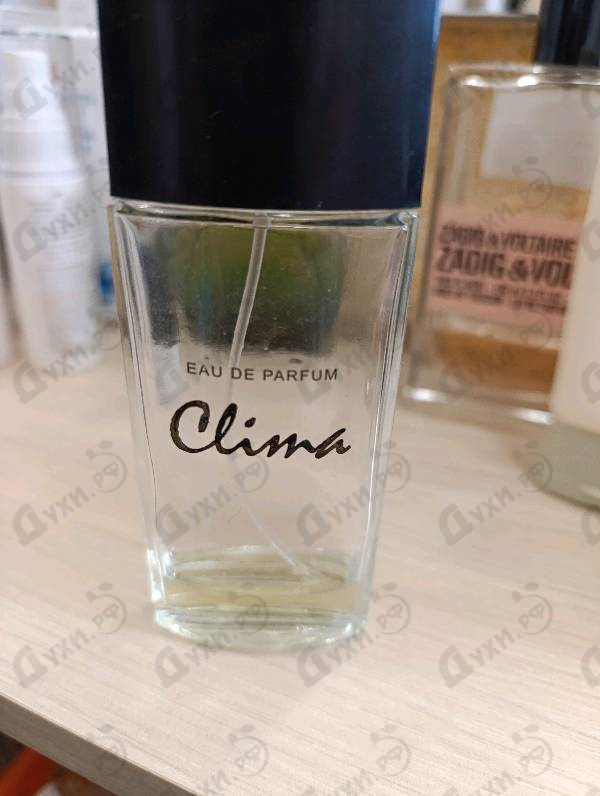 EAU DE PARFUM
Clima
ZADIG & VOLTAIRE
ZADIG & VOL
Духи.РФ